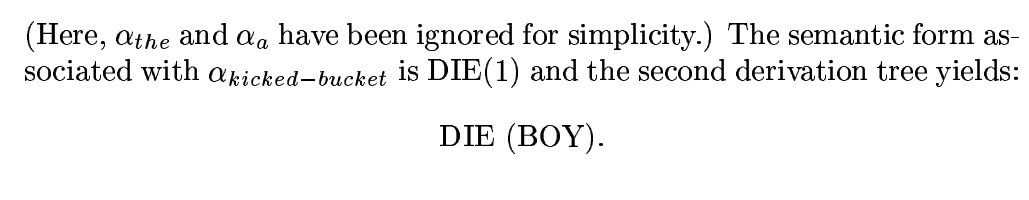 (Here, α_the and α_a have been ignored for simplicity.) The semantic form as-
sociated with α_kicked−bucket is DIE(1) and the second derivation tree yields:
DIE (BOY).